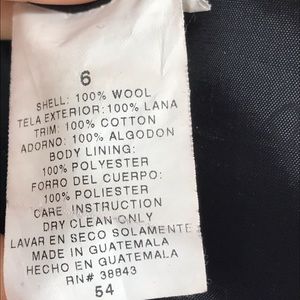 6
SHELL: 100% WOOL
TELA EXTERIOR:100% LANA
TRIM: 100% COTTON
ADORNO: 100% ALGODON
BODY LINING:
100% POLYESTER
FORRO DEL CUERPO:
100% POLIESTER
CARE INSTRUCTION
DRY CLEAN ONLY
LAVAR EN SECO SOLAMENTE
MADE IN GUATEMALA
HECHO EN GUATEMALA
RN# 38843
54